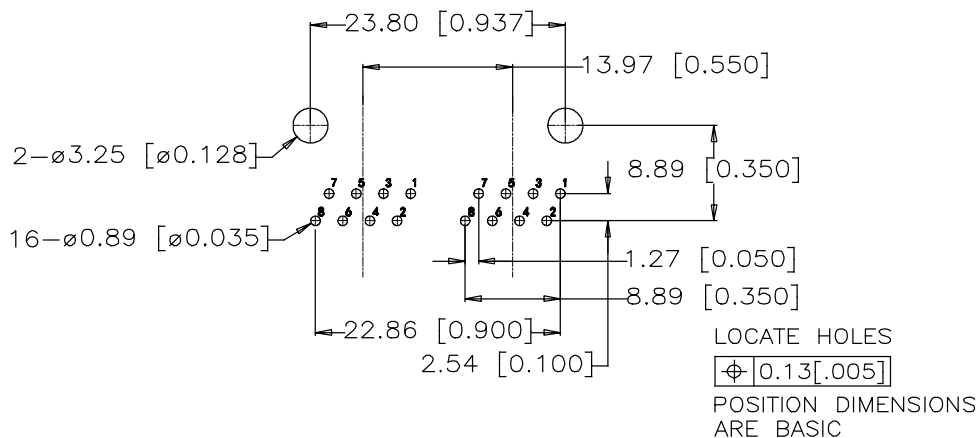 23.80 [0.937]
13.97 [0.550]
2-ø3.25 [ø0.128]
8.89 [0.350]
7 5 3 1 7 5 3 1
8 6 4 2 8 6 4 2
16-ø0.89 [ø0.035]
1.27 [0.050]
8.89 [0.350]
22.86 [0.900]
2.54 [0.100]
LOCATE HOLES
⌖ 0.13[.005]
POSITION DIMENSIONS
ARE BASIC